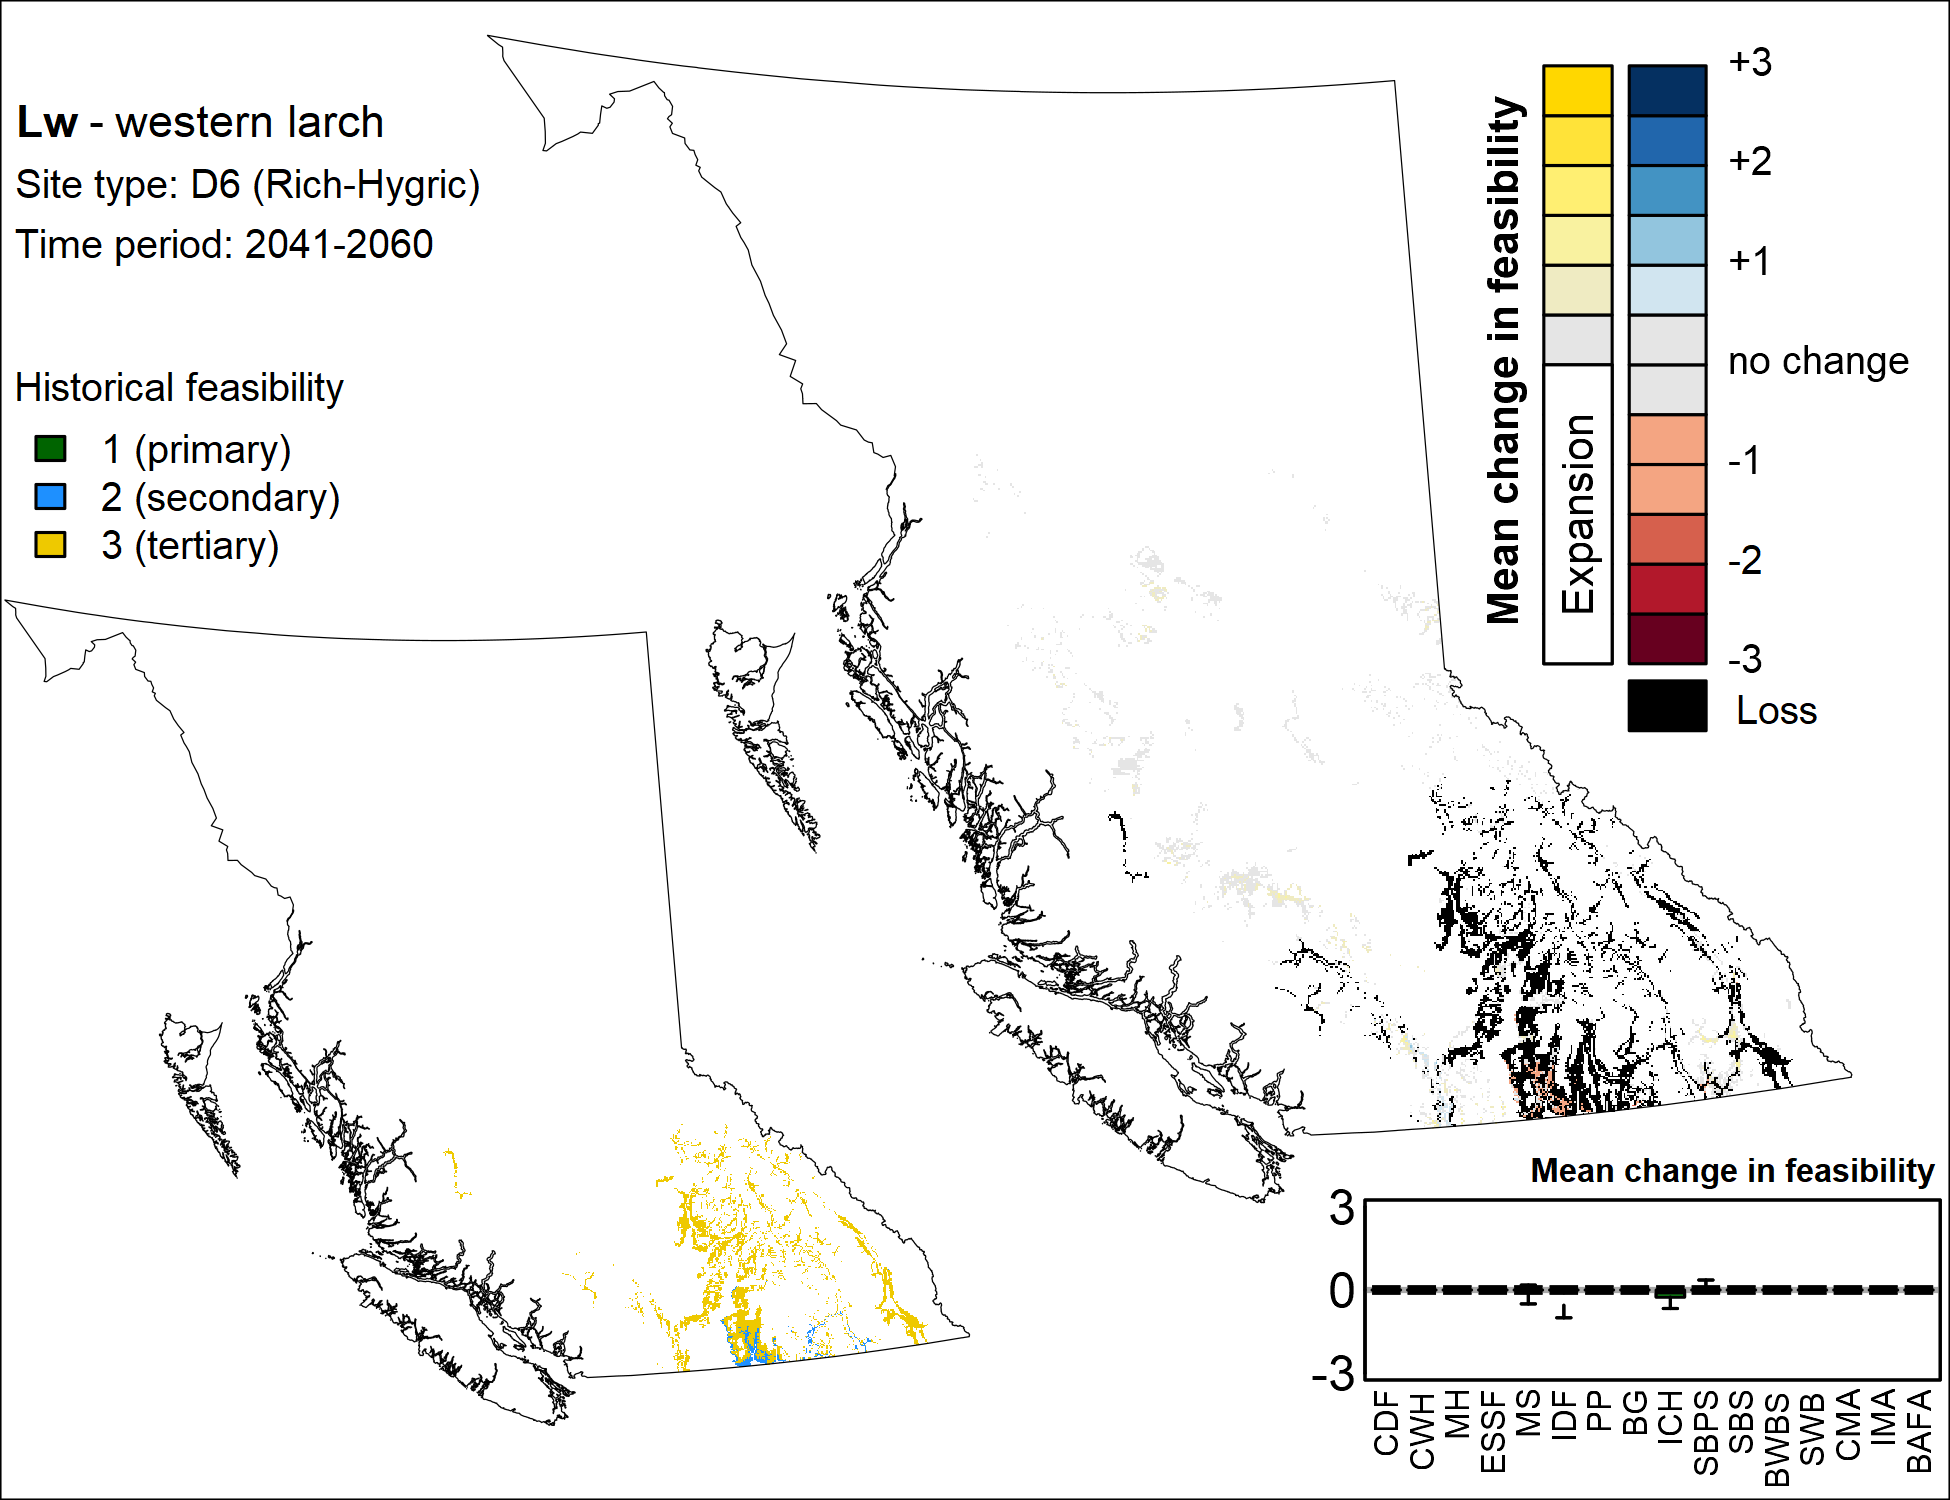 Lw - western larch
Site type: D6 (Rich-Hygric)
Time period: 2041-2060
Historical feasibility
1 (primary)
2 (secondary)
3 (tertiary)
Mean change in feasibility
Expansion
+3
+2
+1
no change
-1
-2
-3
Loss
Mean change in feasibility
3
0
-3
CDF
CWH
MH
ESSF
MS
IDF
PP
BG
ICH
SBPS
SBS
BWBS
SWB
CMA
IMA
BAFA